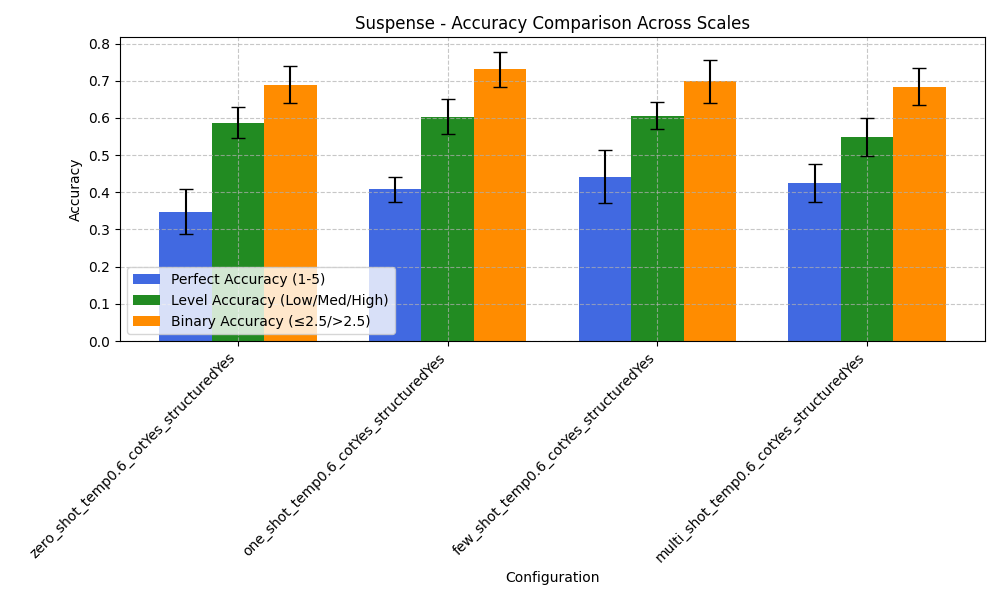 Suspense - Accuracy Comparison Across Scales
Accuracy
0.8
0.7
0.6
0.5
0.4
0.3
0.2
0.1
0.0
Perfect Accuracy (1-5)
Level Accuracy (Low/Med/High)
Binary Accuracy (≤2.5/>2.5)
zero_shot_temp0.6_cotYes_structuredYes
one_shot_temp0.6_cotYes_structuredYes
few_shot_temp0.6_cotYes_structuredYes
multi_shot_temp0.6_cotYes_structuredYes
Configuration